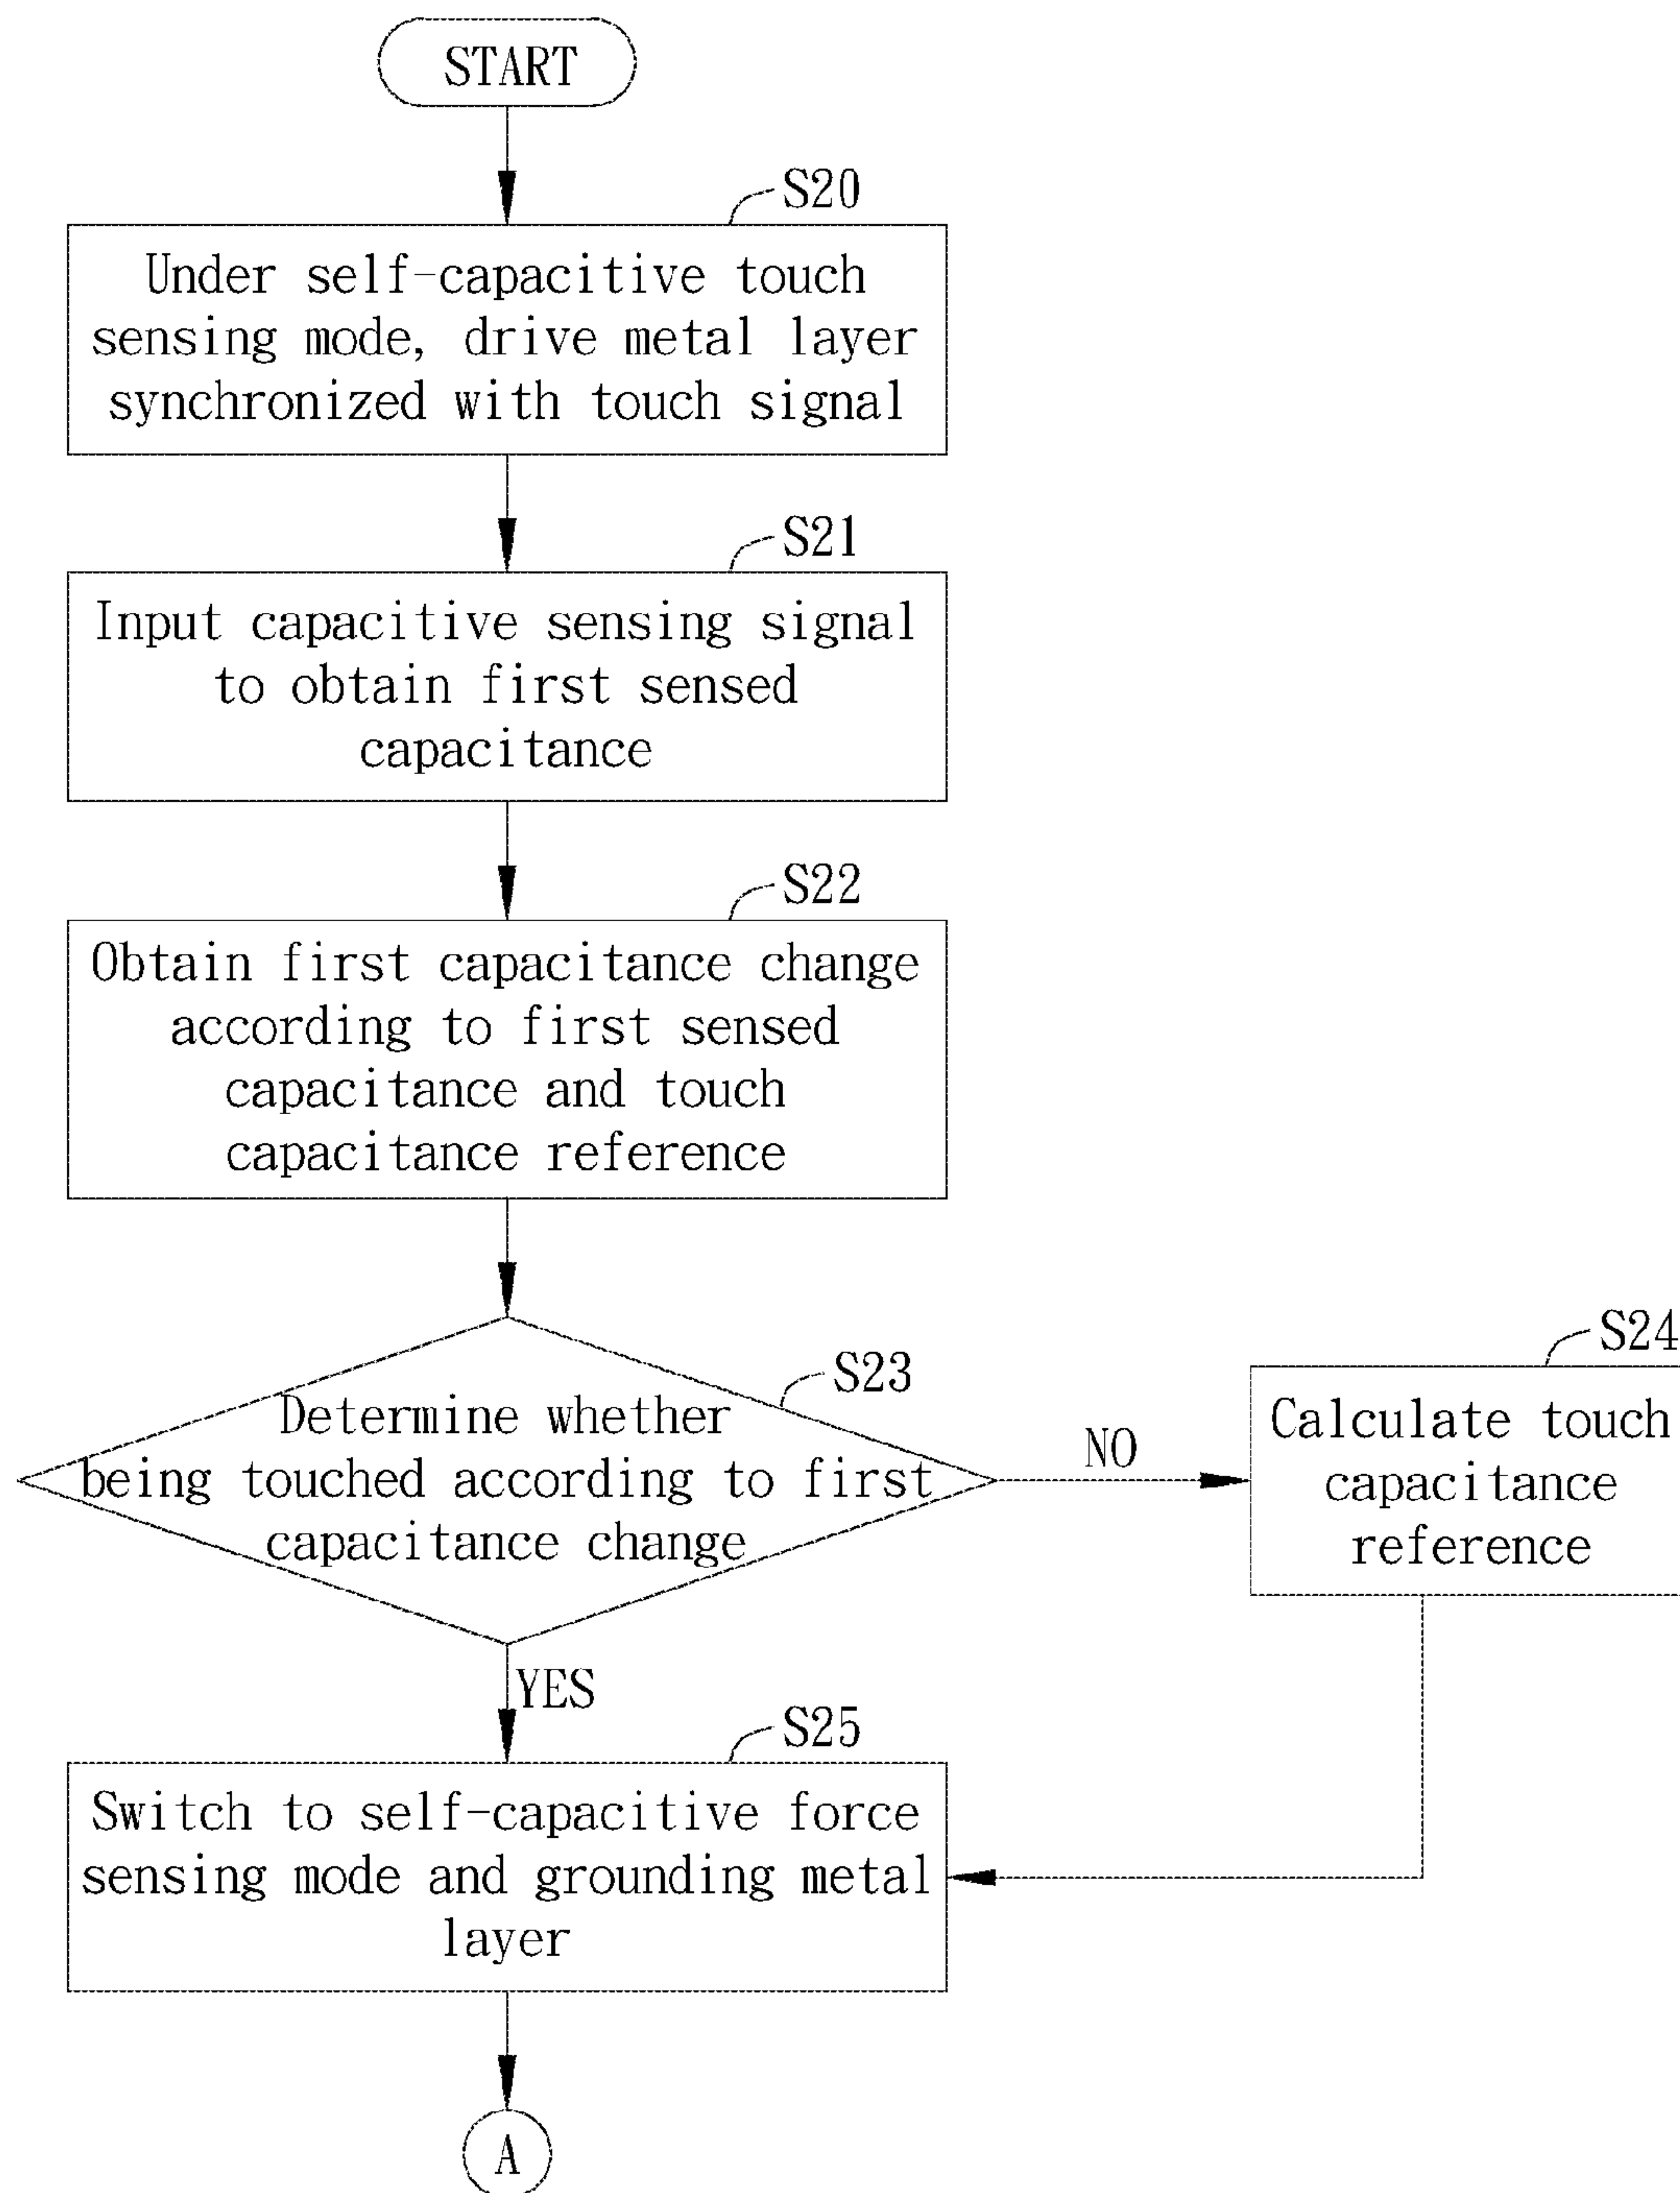 START
S20
Under self-capacitive touch
sensing mode, drive metal layer
synchronized with touch signal
S21
Input capacitive sensing signal
to obtain first sensed
capacitance
S22
Obtain first capacitance change
according to first sensed
capacitance and touch
capacitance reference
S23
Determine whether
being touched according to first
capacitance change
NO
S24
Calculate touch
capacitance
reference
YES
S25
Switch to self-capacitive force
sensing mode and grounding metal
layer
A